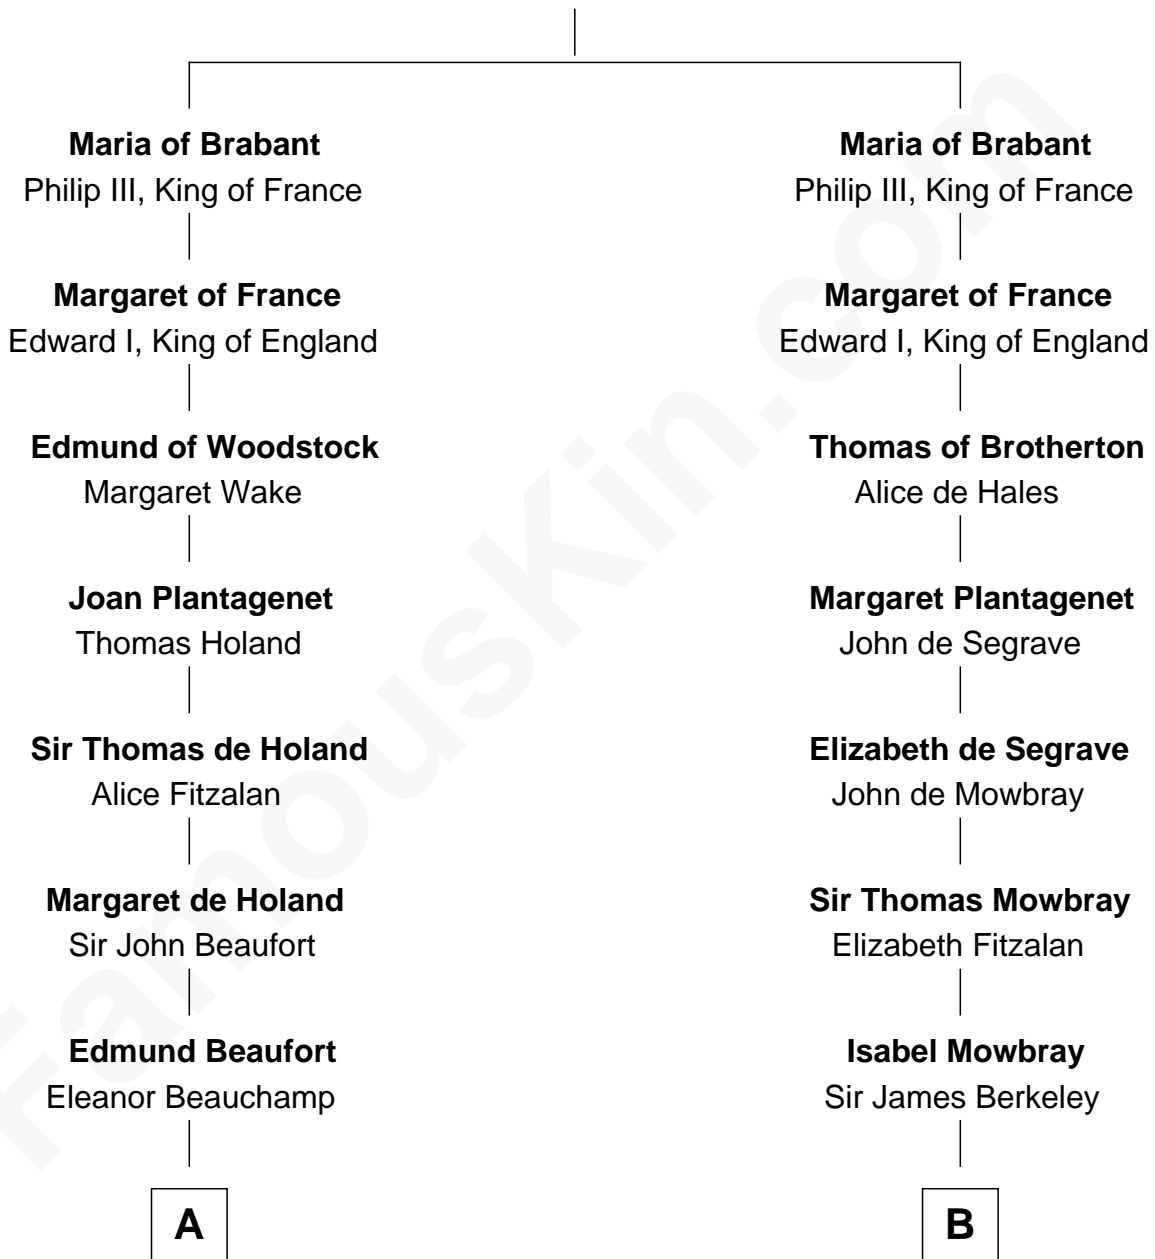 Maria of Brabant
Philip III, King of France
Margaret of France
Edward I, King of England
Edmund of Woodstock
Margaret Wake
Joan Plantagenet
Thomas Holand
Sir Thomas de Holand
Alice Fitzalan
Margaret de Holand
Sir John Beaufort
Edmund Beaufort
Eleanor Beauchamp
A
Maria of Brabant
Philip III, King of France
Margaret of France
Edward I, King of England
Thomas of Brotherton
Alice de Hales
Margaret Plantagenet
John de Segrave
Elizabeth de Segrave
John de Mowbray
Sir Thomas Mowbray
Elizabeth Fitzalan
Isabel Mowbray
Sir James Berkeley
B
FamousKin.com